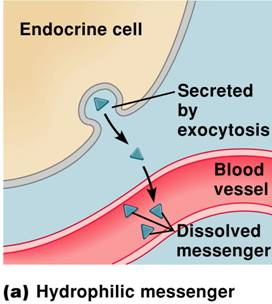 Endocrine cell
Secreted
by
exocytosis
Blood
vessel
Dissolved
messenger
(a) Hydrophilic messenger